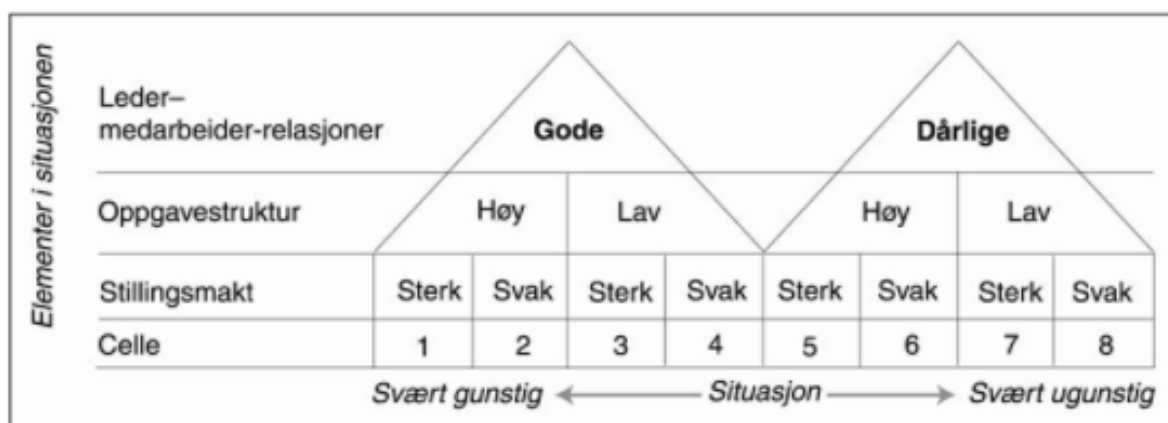 Elementer i situasjonen
Leder–
medarbeider-relasjoner
Gode Dårlige
Oppgavestruktur Høy Lav Høy Lav
Stillingsmakt Sterk Svak Sterk Svak Sterk Svak Sterk Svak
Celle 1 2 3 4 5 6 7 8
Svært gunstig Situasjon Svært ugunstig